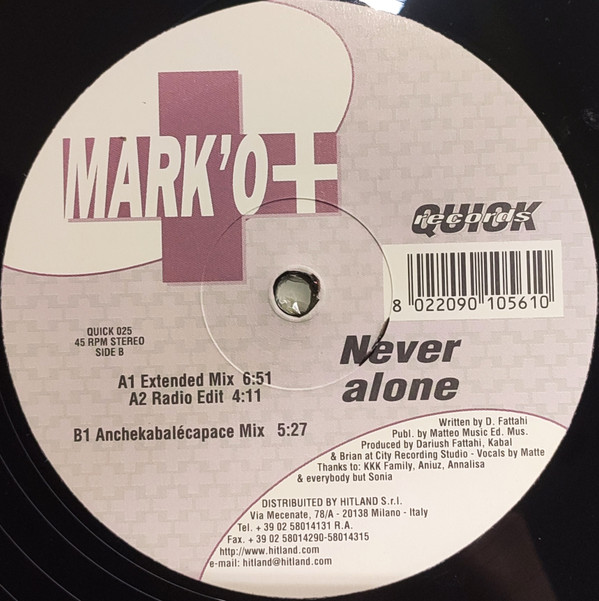 MARK'O+
QUICK
records
8 022090 105610
QUICK 025
45 RPM STEREO
SIDE B
Never
alone
A1 Extended Mix 6:51
A2 Radio Edit 4:11
B1 Anchekabalécapace Mix 5:27
Written by D. Fattahi
Publ. by Matteo Music Ed. Mus.
Produced by Dariush Fattahi, Kabal
& Brian at City Recording Studio - Vocals by Matte
Thanks to: KKK Family, Aniuz, Annalisa
& everybody but Sonia
DISTRIBUITED BY HITLAND S.r.l.
Via Mecenate, 78/A - 20138 Milano - Italy
Tel. + 39 02 58014131 R.A.
Fax. + 39 02 58014290-58014315
http://www.hitland.com
e-mail: hitland@hitland.com